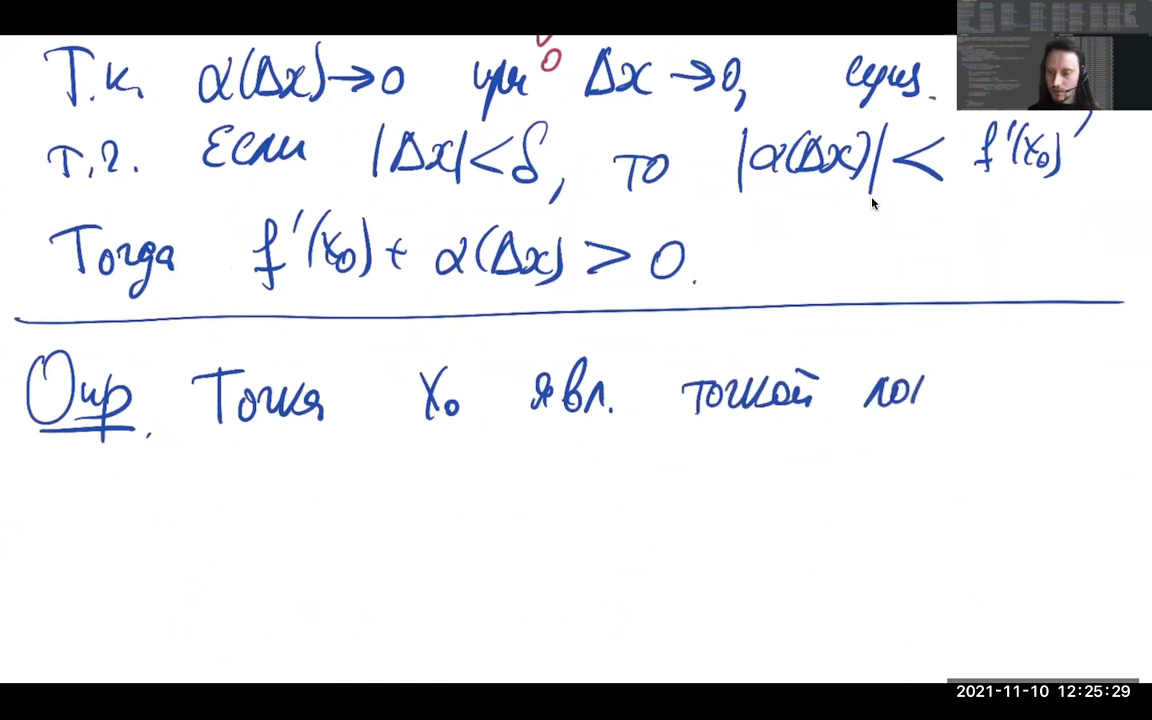 Т.к. α(Δx)→0 при Δx→0, сущ.
т.ч. Если |Δx|<δ, то |α(Δx)|< f'(x₀)
Тогда f'(x₀)+ α(Δx) > 0.
Опр. Точка x₀ явл. точкой лок
2021-11-10 12:25:29